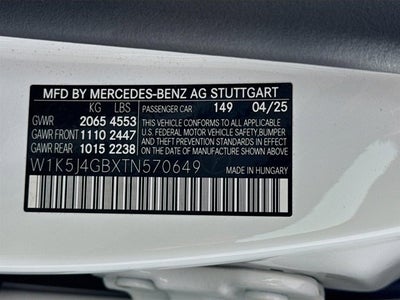 MFD BY MERCEDES-BENZ AG STUTTGART
KG LBS PASSENGER CAR 149 04/25
GVWR 2065 4553 THIS VEHICLE CONFORMS TO ALL APPLICABLE
GAWR FRONT 1110 2447 U.S. FEDERAL MOTOR VEHICLE SAFETY, BUMPER
GAWR REAR 1015 2238 AND THEFT PREVENTION STANDARDS IN EFFECT
ON THE DATE OF MANUFACTURE SHOWN ABOVE.
W1K5J4GBXTN570649
MADE IN HUNGARY